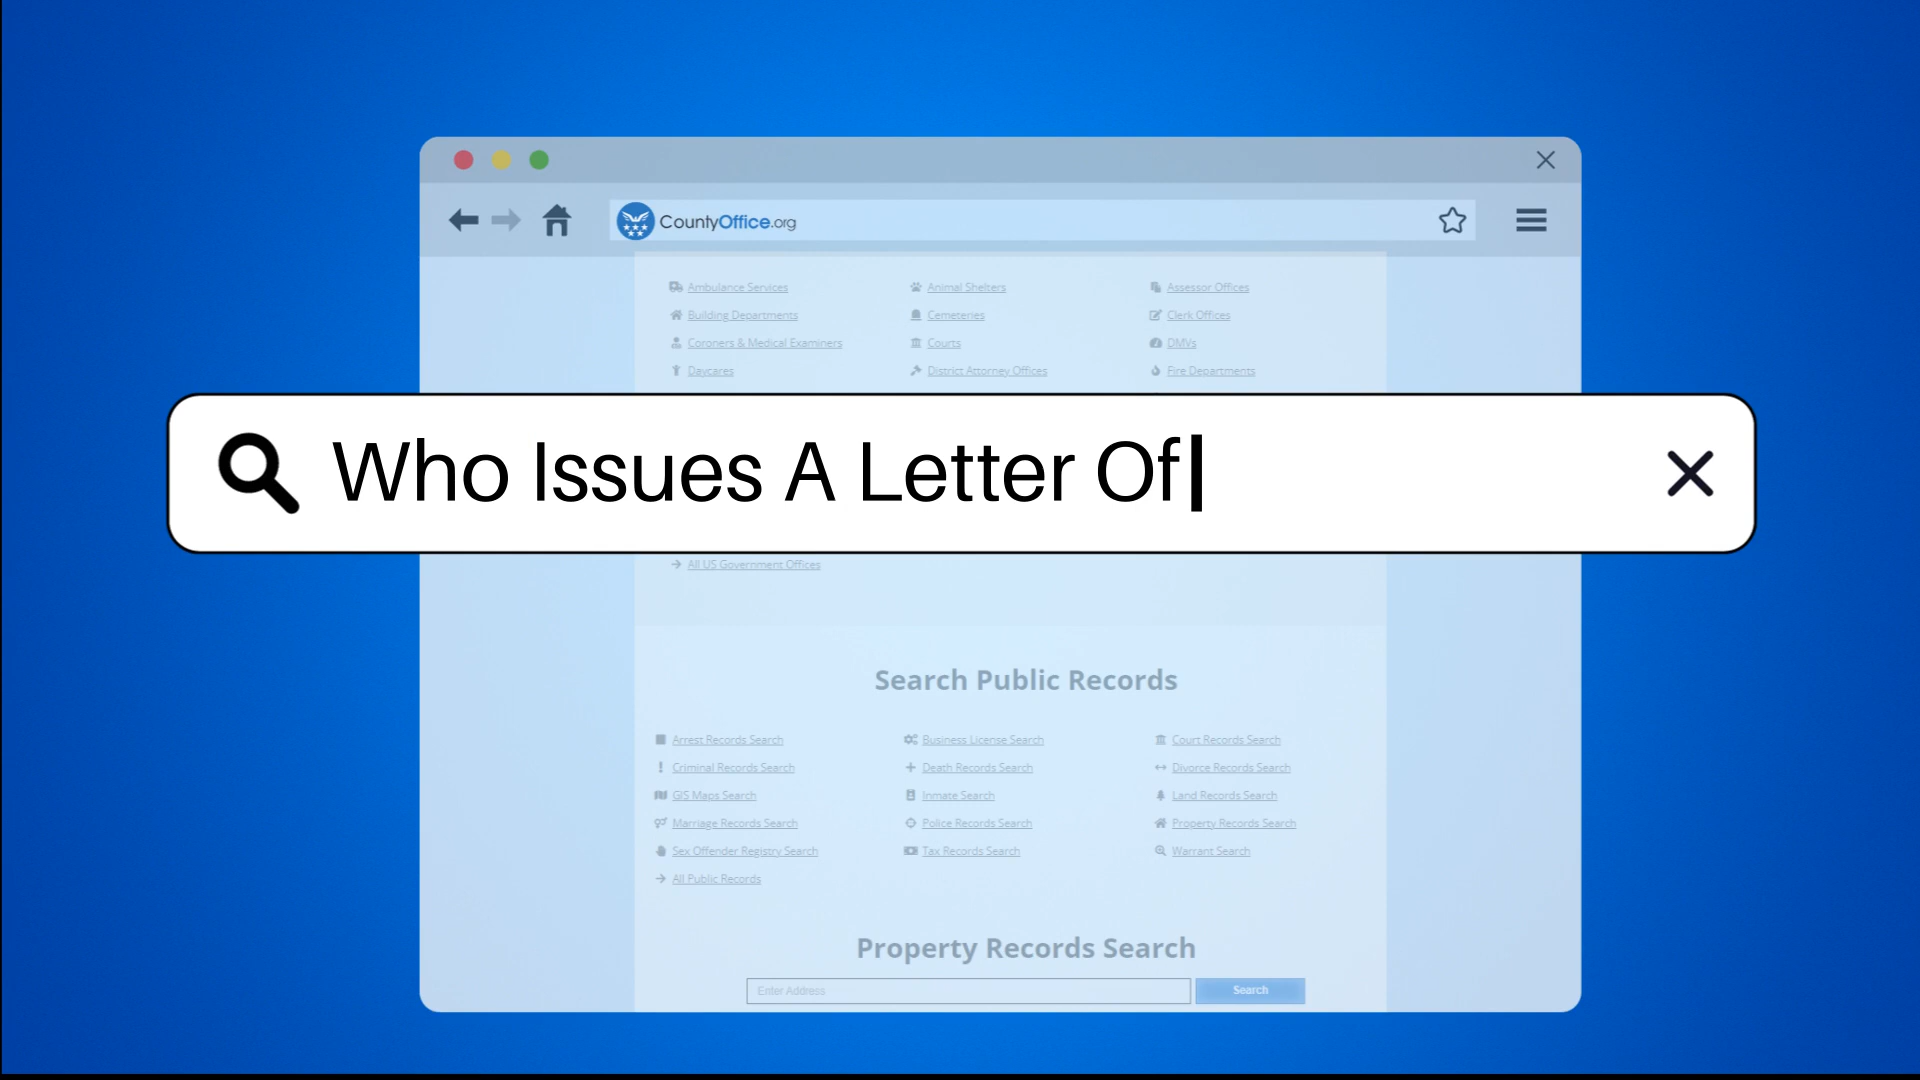 CountyOffice.org
Ambulance Services Animal Shelters Assessor Offices
Building Departments Cemeteries Clerk Offices
Coroners & Medical Examiners Courts DMVs
Daycares District Attorney Offices Fire Departments
Who Issues A Letter Of
All US Government Offices
Search Public Records
Arrest Records Search Business License Search Court Records Search
Criminal Records Search Death Records Search Divorce Records Search
GIS Maps Search Inmate Search Land Records Search
Marriage Records Search Police Records Search Property Records Search
Sex Offender Registry Search Tax Records Search Warrant Search
All Public Records
Property Records Search
Enter Address Search